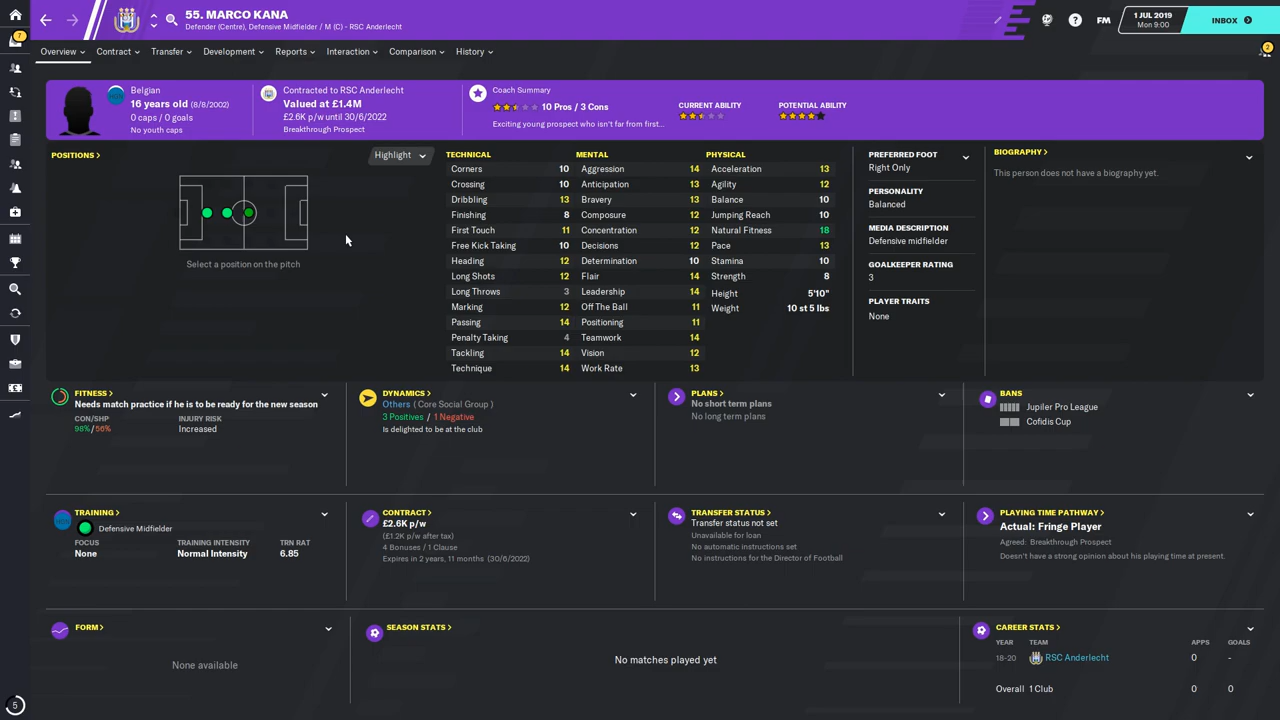 55. MARCO KANA
Defender (Centre), Defensive Midfielder / M (C) - RSC Anderlecht
FM
1 JUL 2019
Mon 9:00
INBOX
7
2
Overview
Contract
Transfer
Development
Reports
Interaction
Comparison
History
Belgian
16 years old (8/8/2002)
0 caps / 0 goals
No youth caps
Contracted to RSC Anderlecht
Valued at £1.4M
£2.6K p/w until 30/6/2022
Breakthrough Prospect
Coach Summary
10 Pros / 3 Cons
Exciting young prospect who isn't far from first...
CURRENT ABILITY
POTENTIAL ABILITY
POSITIONS >
Highlight
Select a position on the pitch
TECHNICAL
Corners 10
Crossing 10
Dribbling 13
Finishing 8
First Touch 11
Free Kick Taking 10
Heading 12
Long Shots 12
Long Throws 3
Marking 12
Passing 14
Penalty Taking 4
Tackling 14
Technique 14
MENTAL
Aggression 14
Anticipation 13
Bravery 13
Composure 12
Concentration 12
Decisions 12
Determination 10
Flair 14
Leadership 14
Off The Ball 11
Positioning 11
Teamwork 14
Vision 12
Work Rate 13
PHYSICAL
Acceleration 13
Agility 12
Balance 10
Jumping Reach 10
Natural Fitness 18
Pace 13
Stamina 10
Strength 8
Height 5'10"
Weight 10 st 5 lbs
PREFERRED FOOT
Right Only
PERSONALITY
Balanced
MEDIA DESCRIPTION
Defensive midfielder
GOALKEEPER RATING
3
PLAYER TRAITS
None
BIOGRAPHY >
This person does not have a biography yet.
FITNESS >
Needs match practice if he is to be ready for the new season
CON/SHP
98%/56%
INJURY RISK
Increased
DYNAMICS >
Others ( Core Social Group )
3 Positives / 1 Negative
Is delighted to be at the club
PLANS >
No short term plans
No long term plans
BANS
Jupiler Pro League
Cofidis Cup
TRAINING >
Defensive Midfielder
FOCUS
None
TRAINING INTENSITY
Normal Intensity
TRN RAT
6.85
CONTRACT >
£2.6K p/w
(£1.2K p/w after tax)
4 Bonuses / 1 Clause
Expires in 2 years, 11 months (30/6/2022)
TRANSFER STATUS >
Transfer status not set
Unavailable for loan
No automatic instructions set
No instructions for the Director of Football
PLAYING TIME PATHWAY >
Actual: Fringe Player
Agreed: Breakthrough Prospect
Doesn't have a strong opinion about his playing time at present.
FORM >
None available
SEASON STATS >
No matches played yet
CAREER STATS >
YEAR TEAM APPS GOALS
18-20 RSC Anderlecht 0 -
Overall 1 Club 0 0
5